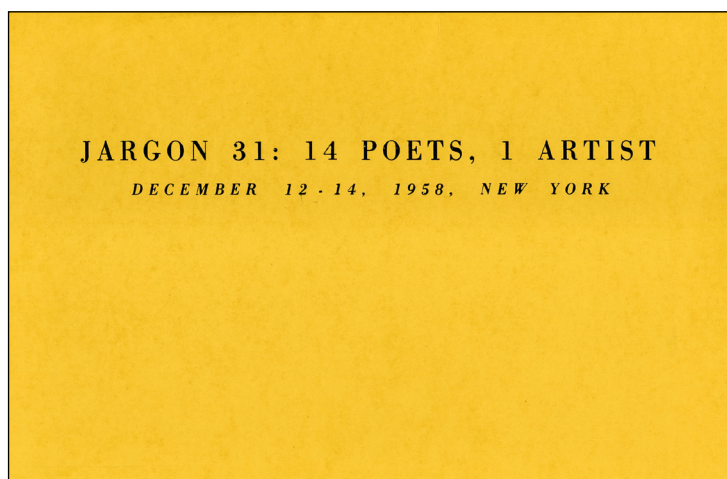 JARGON 31: 14 POETS, 1 ARTIST
DECEMBER 12-14, 1958, NEW YORK